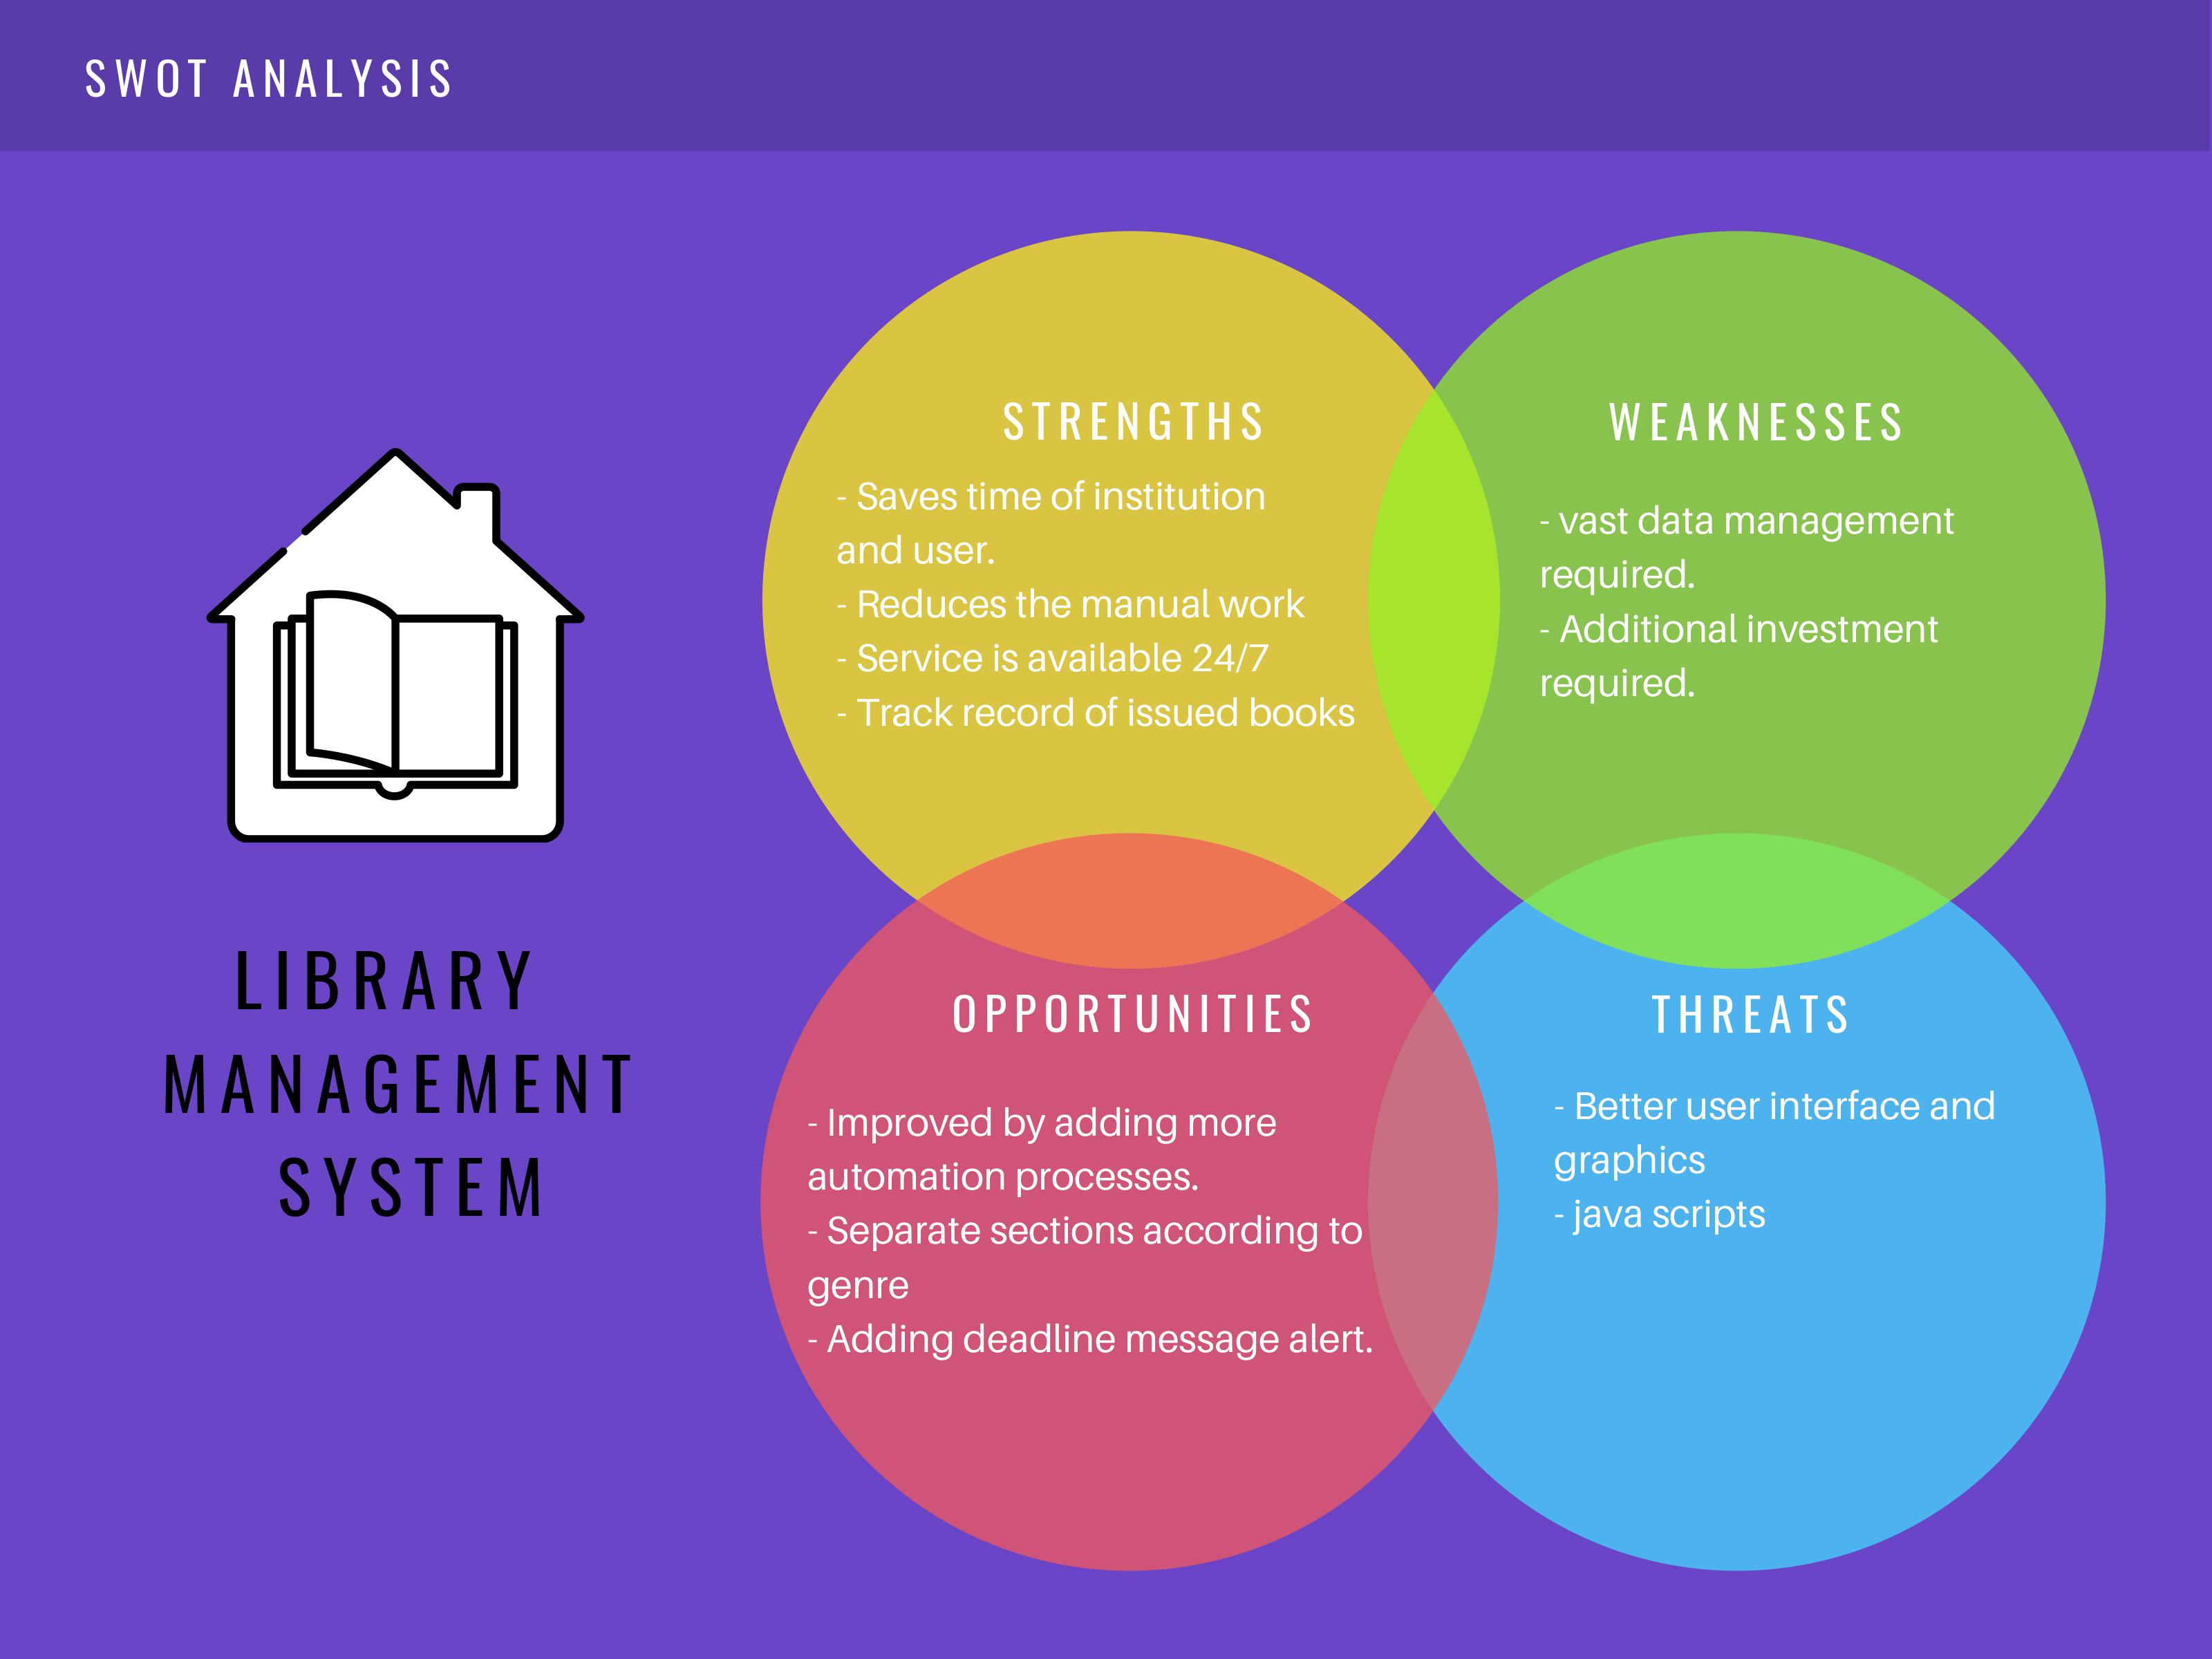 SWOT ANALYSIS
LIBRARY
MANAGEMENT
SYSTEM
STRENGTHS
- Saves time of institution
and user.
- Reduces the manual work
- Service is available 24/7
- Track record of issued books
WEAKNESSES
- vast data management
required.
- Additional investment
required.
OPPORTUNITIES
- Improved by adding more
automation processes.
- Separate sections according to
genre
- Adding deadline message alert.
THREATS
- Better user interface and
graphics
- java scripts